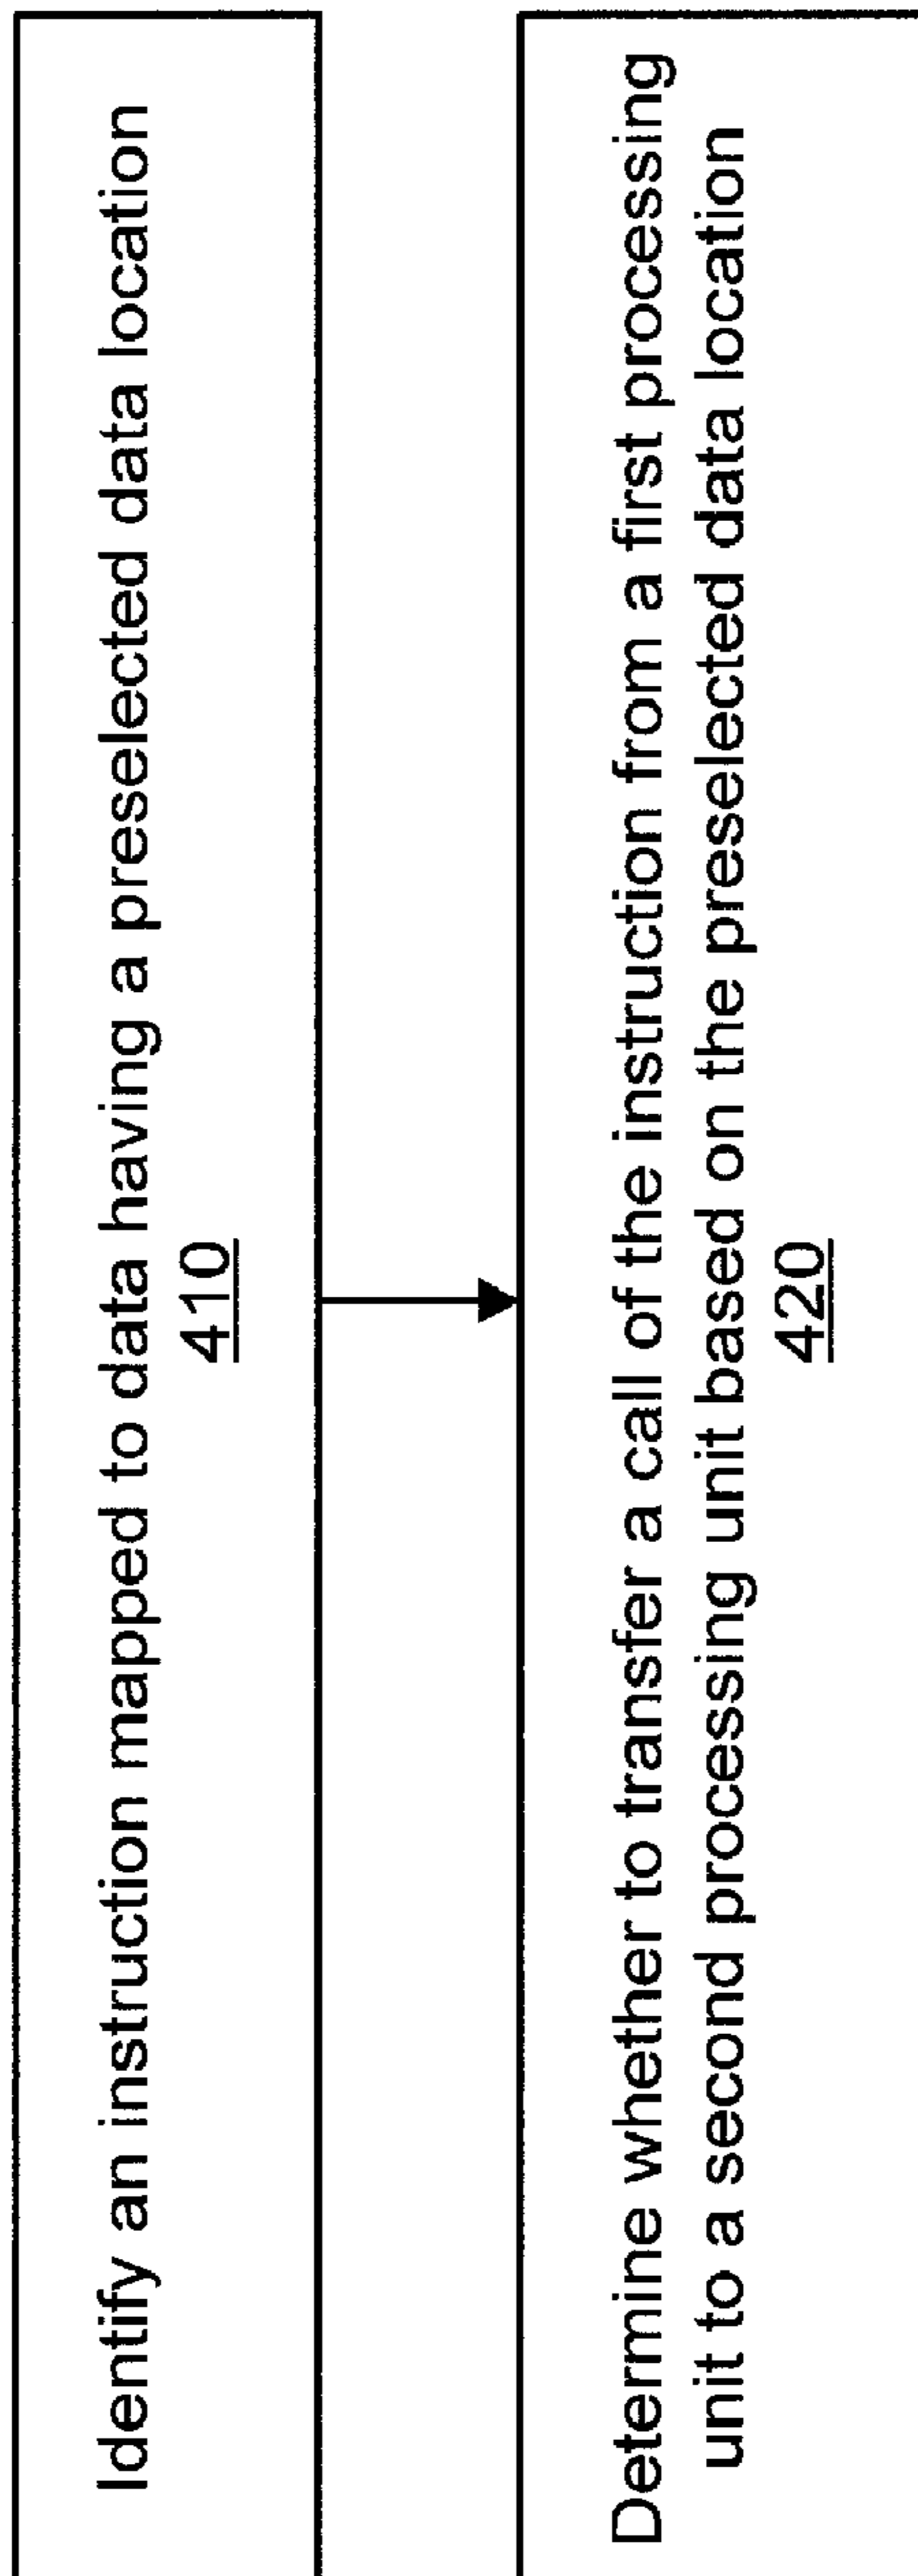 Identify an instruction mapped to data having a preselected data location
410
Determine whether to transfer a call of the instruction from a first processing
unit to a second processing unit based on the preselected data location
420